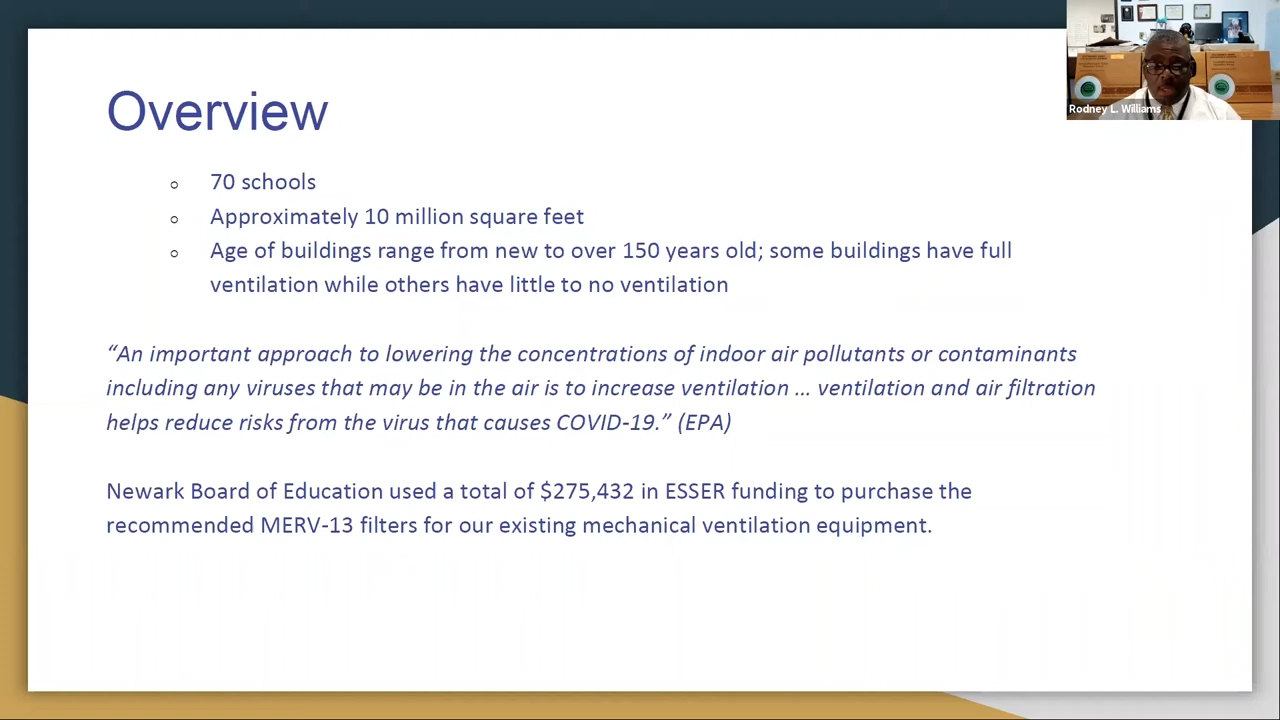 Overview
Rodney L. Williams
○ 70 schools
○ Approximately 10 million square feet
○ Age of buildings range from new to over 150 years old; some buildings have full
ventilation while others have little to no ventilation
“An important approach to lowering the concentrations of indoor air pollutants or contaminants
including any viruses that may be in the air is to increase ventilation … ventilation and air filtration
helps reduce risks from the virus that causes COVID-19.” (EPA)
Newark Board of Education used a total of $275,432 in ESSER funding to purchase the
recommended MERV-13 filters for our existing mechanical ventilation equipment.